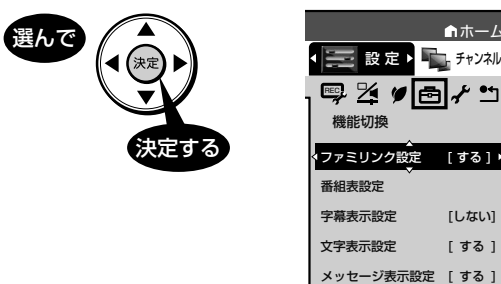 選んで
決定
決定する
ホーム
設定
チャンネル
REC
機能切換
ファミリンク設定 [する]
番組表設定
字幕表示設定 [しない]
文字表示設定 [する]
メッセージ表示設定 [する]